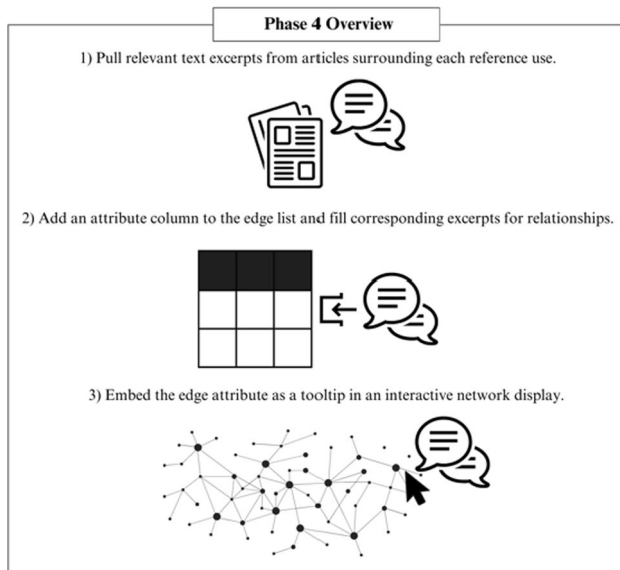 Phase 4 Overview
1) Pull relevant text excerpts from articles surrounding each reference use.
2) Add an attribute column to the edge list and fill corresponding excerpts for relationships.
3) Embed the edge attribute as a tooltip in an interactive network display.